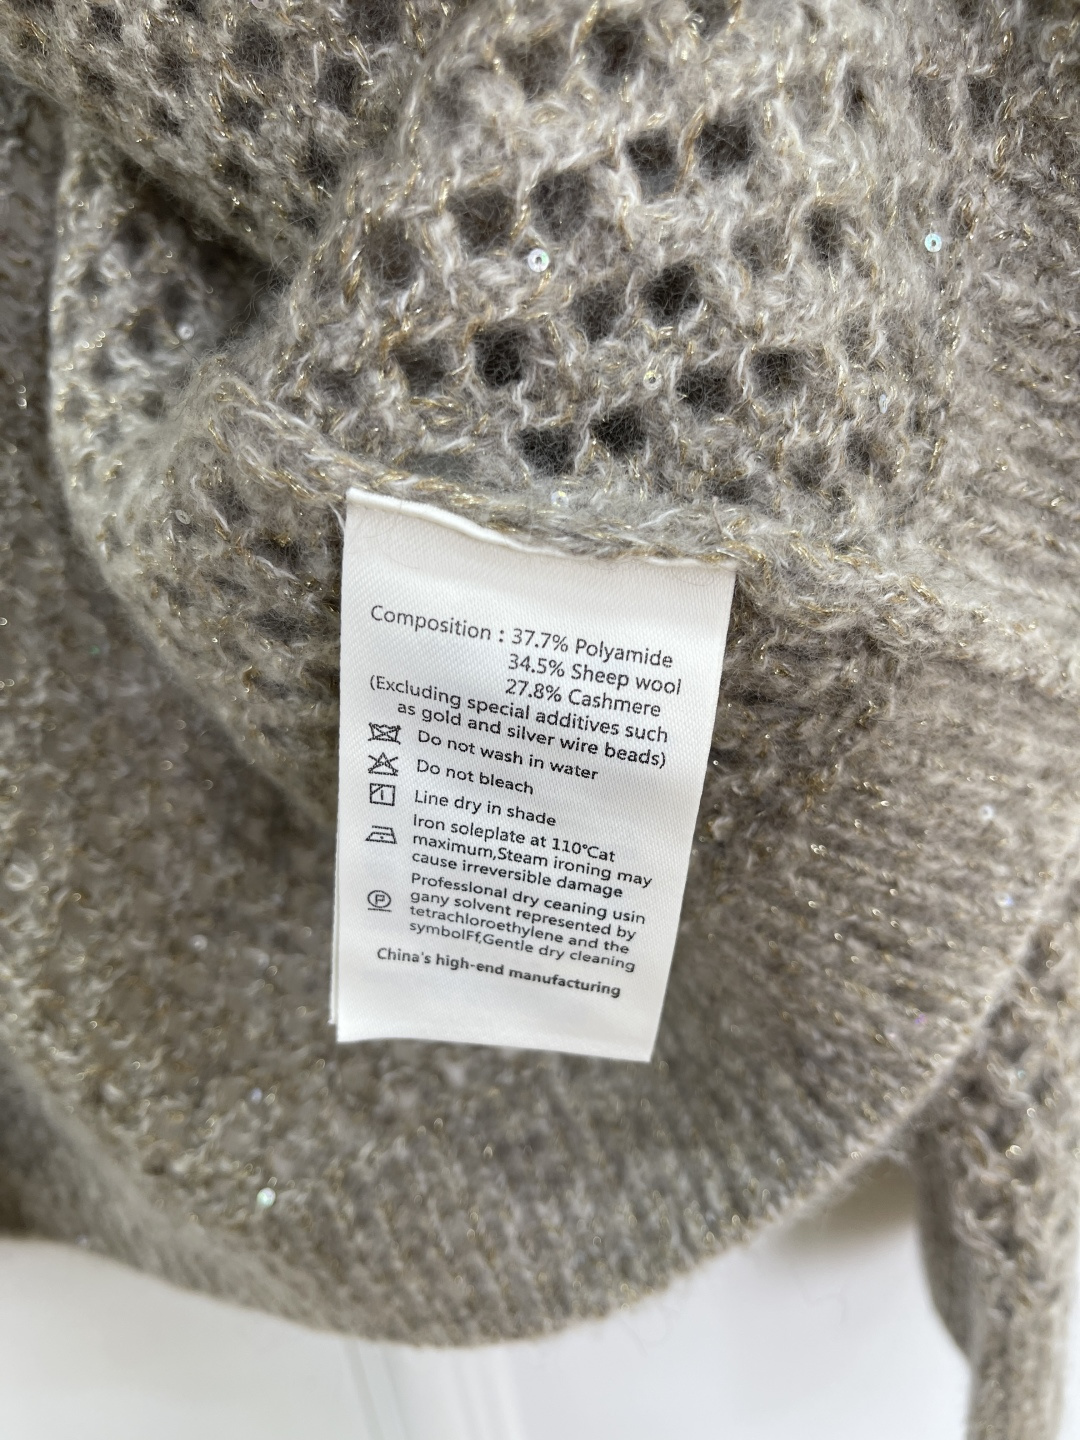 Composition : 37.7% Polyamide
34.5% Sheep wool
27.8% Cashmere
(Excluding special additives such
as gold and silver wire beads)
Do not wash in water
Do not bleach
Line dry in shade
Iron soleplate at 110°Cat
maximum,Steam ironing may
cause irreversible damage
P
Professional dry ceaning usin
gany solvent represented by
tetrachloroethylene and the
symbolFf,Gentle dry cleaning
China's high-end manufacturing